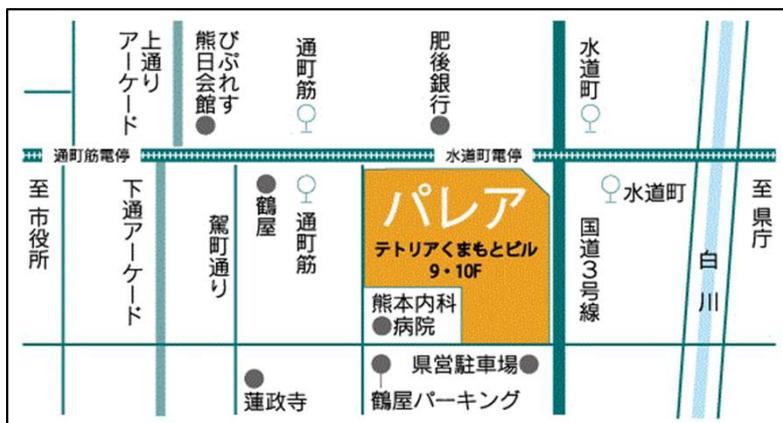 上通り
アーケード
びぷれす
熊日会館
通町筋
肥後銀行
水道町
通町筋電停
水道町電停
至 市役所
下通アーケード
駕町通り
鶴屋
通町筋
パレア
テトリアくまもとビル
9・10F
熊本内科
病院
国道3号線
水道町
白川
至 県庁
蓮政寺
鶴屋パーキング
県営駐車場